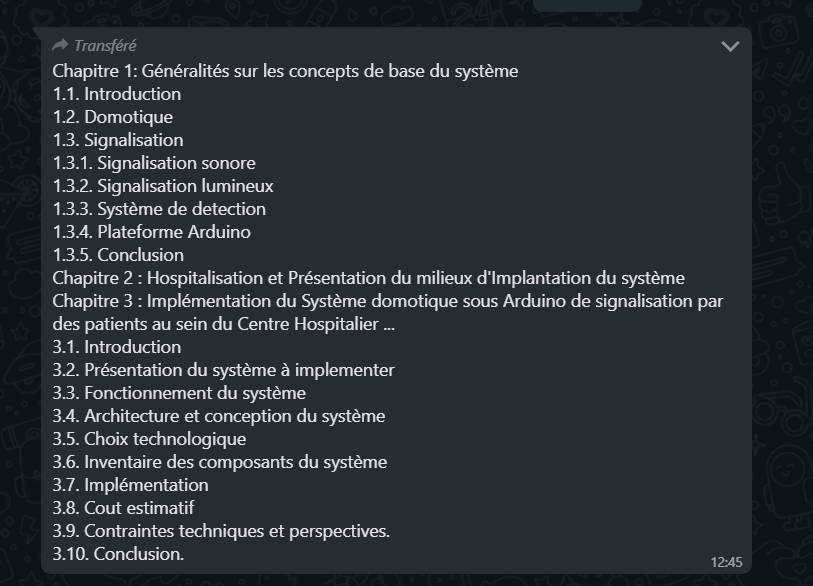 Transféré
Chapitre 1: Généralités sur les concepts de base du système
1.1. Introduction
1.2. Domotique
1.3. Signalisation
1.3.1. Signalisation sonore
1.3.2. Signalisation lumineux
1.3.3. Système de detection
1.3.4. Plateforme Arduino
1.3.5. Conclusion
Chapitre 2 : Hospitalisation et Présentation du milieux d'Implantation du système
Chapitre 3 : Implémentation du Système domotique sous Arduino de signalisation par
des patients au sein du Centre Hospitalier ...
3.1. Introduction
3.2. Présentation du système à implementer
3.3. Fonctionnement du système
3.4. Architecture et conception du système
3.5. Choix technologique
3.6. Inventaire des composants du système
3.7. Implémentation
3.8. Cout estimatif
3.9. Contraintes techniques et perspectives.
3.10. Conclusion.
12:45